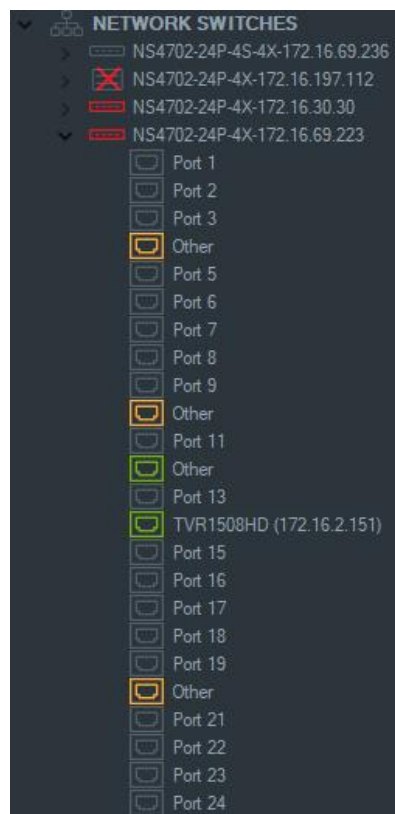 NETWORK SWITCHES
NS4702-24P-4S-4X-172.16.69.236
NS4702-24P-4X-172.16.197.112
NS4702-24P-4X-172.16.30.30
NS4702-24P-4X-172.16.69.223
Port 1
Port 2
Port 3
Other
Port 5
Port 6
Port 7
Port 8
Port 9
Other
Port 11
Other
Port 13
TVR1508HD (172.16.2.151)
Port 15
Port 16
Port 17
Port 18
Port 19
Other
Port 21
Port 22
Port 23
Port 24